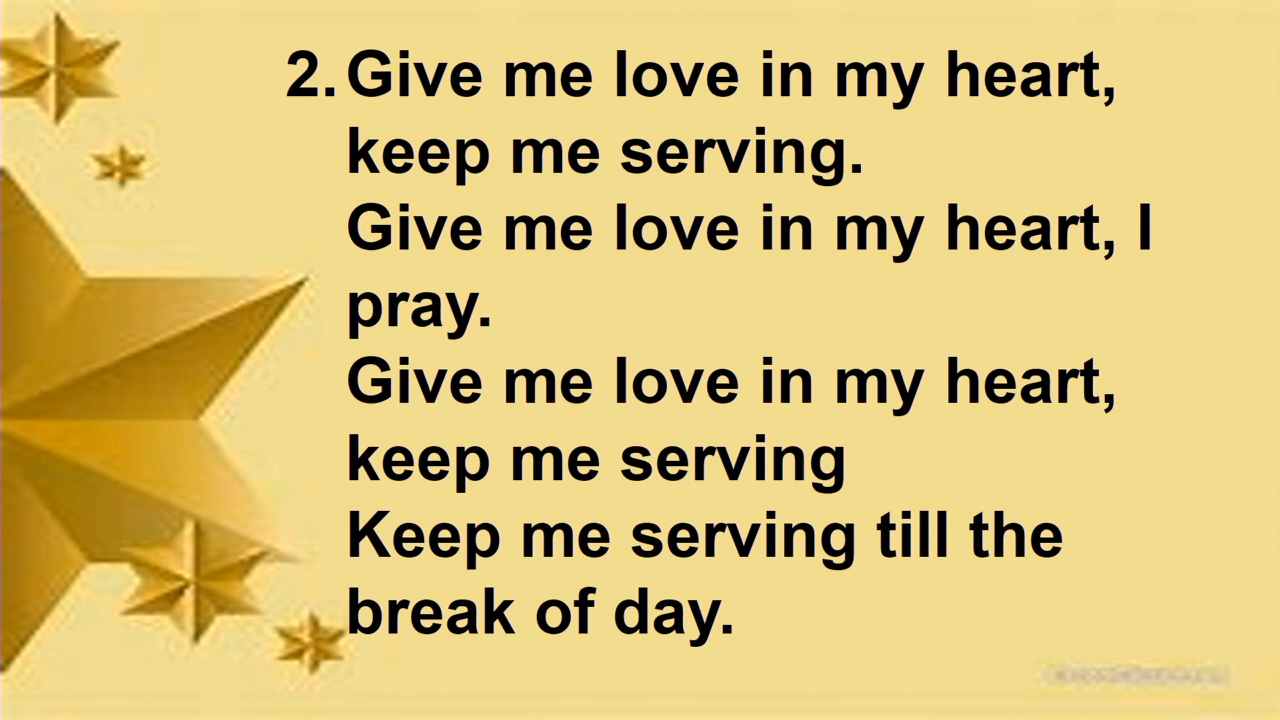 2. Give me love in my heart,
keep me serving.
Give me love in my heart, I
pray.
Give me love in my heart,
keep me serving
Keep me serving till the
break of day.